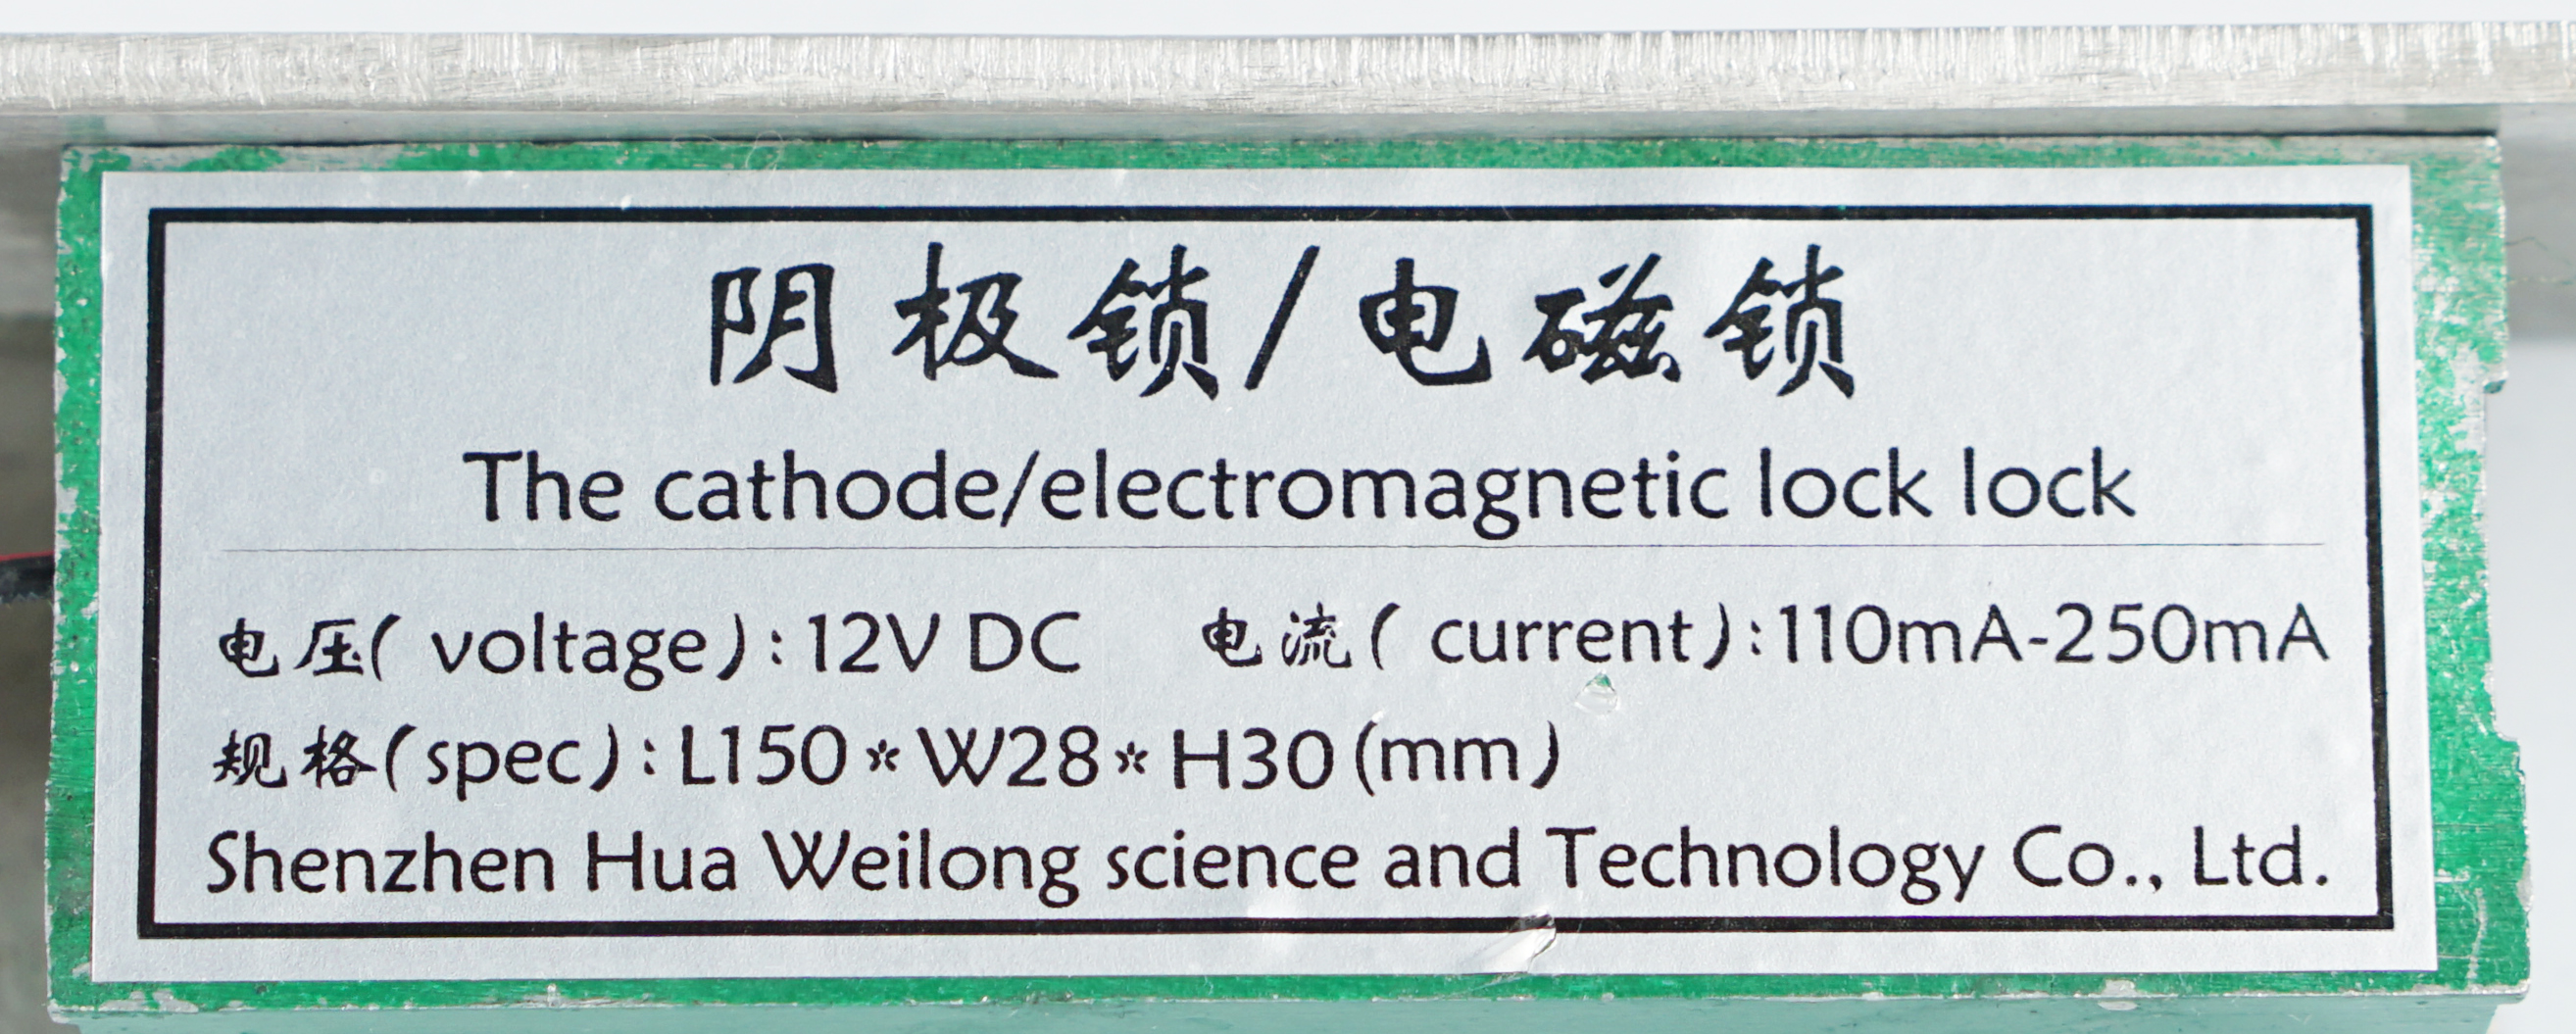 阴极锁/电磁锁
The cathode/electromagnetic lock lock
电压( voltage):12V DC 电流( current):110mA-250mA
规格(spec):L150*W28*H30(mm)
Shenzhen Hua Weilong science and Technology Co., Ltd.